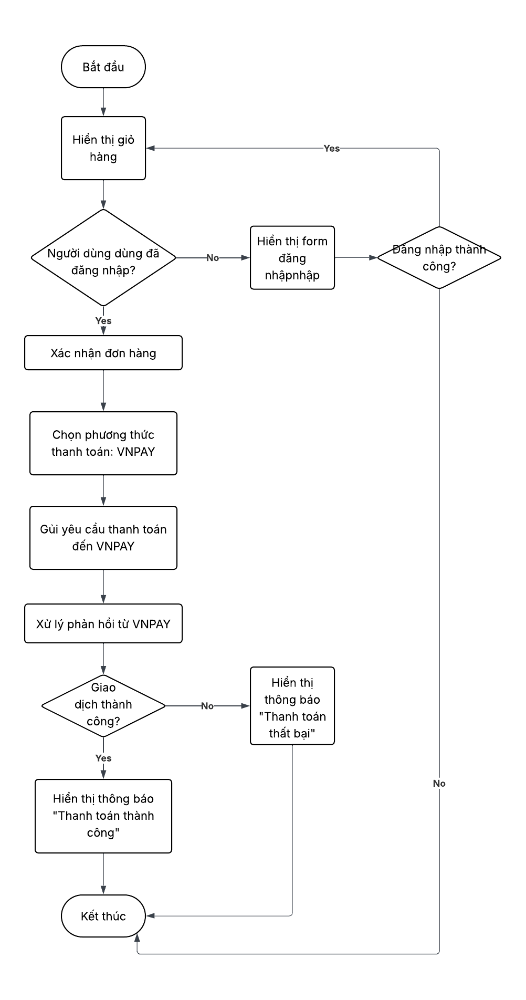 Bắt đầu
Hiển thị giỏ
hàng
Yes
Người dùng dùng đã
đăng nhập?
No
Hiển thị form
đăng
nhậpnhập
Đăng nhập thành
công?
Yes
Xác nhận đơn hàng
Chọn phương thức
thanh toán: VNPAY
Gủi yêu cầu thanh toán
đến VNPAY
Xử lý phản hồi từ VNPAY
Giao
dịch thành
công?
No
Hiển thị
thông báo
"Thanh toán
thất bại"
Yes
No
Hiển thị thông báo
"Thanh toán thành
công"
Kết thúc